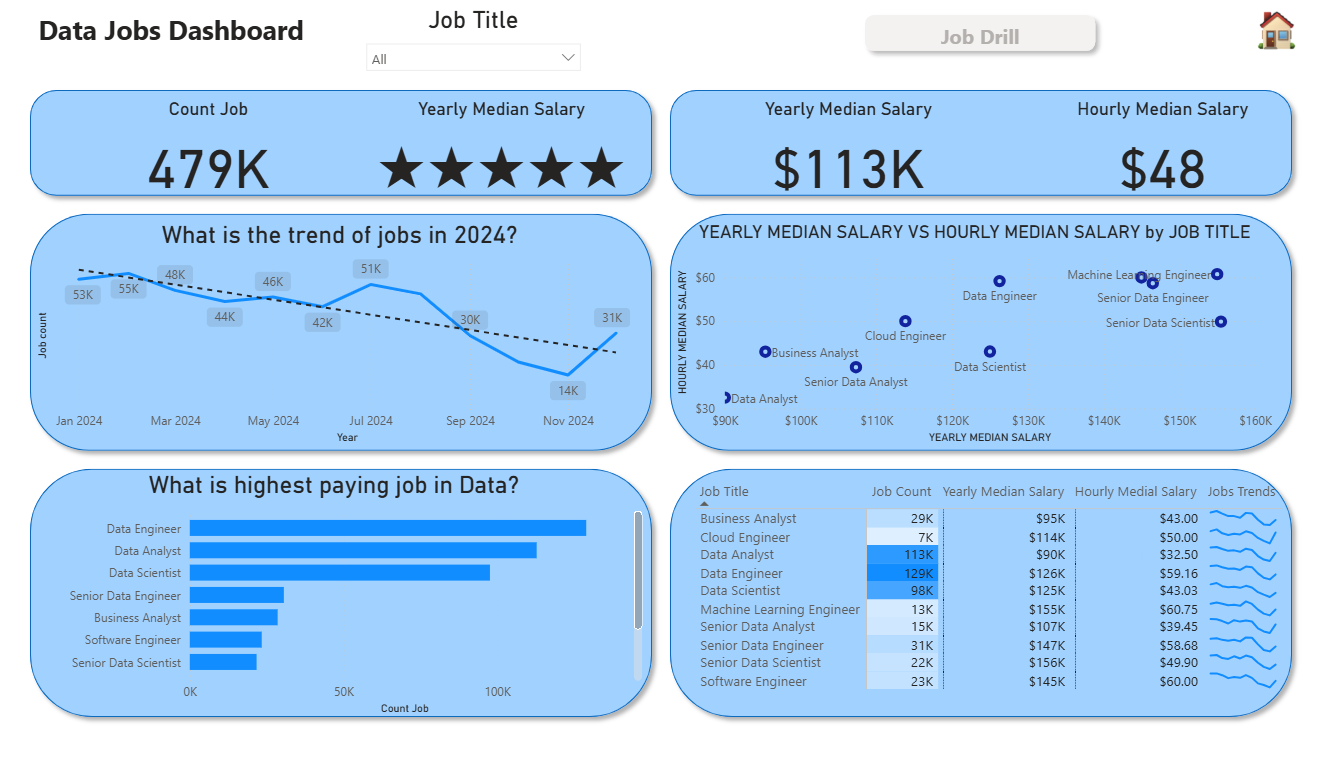 Data Jobs Dashboard
Job Title
All
Job Drill
Count Job
479K
Yearly Median Salary
★★★★★
Yearly Median Salary
$113K
Hourly Median Salary
$48
What is the trend of jobs in 2024?
Job count
53K
55K
48K
44K
46K
42K
51K
30K
14K
31K
Jan 2024 Mar 2024 May 2024 Jul 2024 Sep 2024 Nov 2024
Year
YEARLY MEDIAN SALARY VS HOURLY MEDIAN SALARY by JOB TITLE
HOURLY MEDIAN SALARY
$60
$50
$40
$30
Machine Learning Engineer
Data Engineer
Senior Data Engineer
Senior Data Scientist
Cloud Engineer
Business Analyst
Data Scientist
Senior Data Analyst
Data Analyst
$90K $100K $110K $120K $130K $140K $150K $160K
YEARLY MEDIAN SALARY
What is highest paying job in Data?
Data Engineer
Data Analyst
Data Scientist
Senior Data Engineer
Business Analyst
Software Engineer
Senior Data Scientist
0K 50K 100K
Count Job
Job Title Job Count Yearly Median Salary Hourly Medial Salary Jobs Trends
Business Analyst 29K $95K $43.00
Cloud Engineer 7K $114K $50.00
Data Analyst 113K $90K $32.50
Data Engineer 129K $126K $59.16
Data Scientist 98K $125K $43.03
Machine Learning Engineer 13K $155K $60.75
Senior Data Analyst 15K $107K $39.45
Senior Data Engineer 31K $147K $58.68
Senior Data Scientist 22K $156K $49.90
Software Engineer 23K $145K $60.00